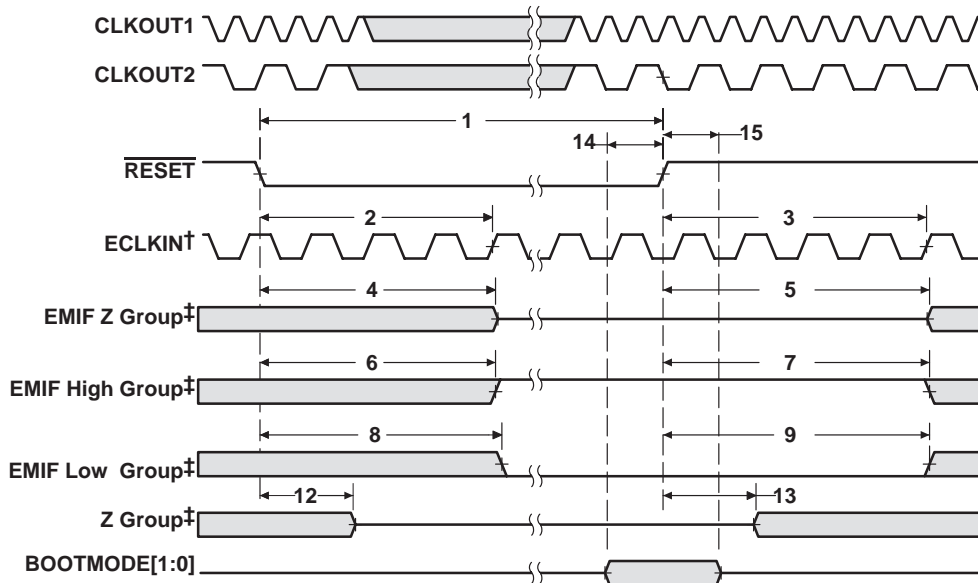 CLKOUT1
CLKOUT2
1
14
15
RESET
2
3
ECLKIN†
4
5
EMIF Z Group‡
6
7
EMIF High Group‡
8
9
EMIF Low Group‡
12
13
Z Group‡
BOOTMODE[1:0]